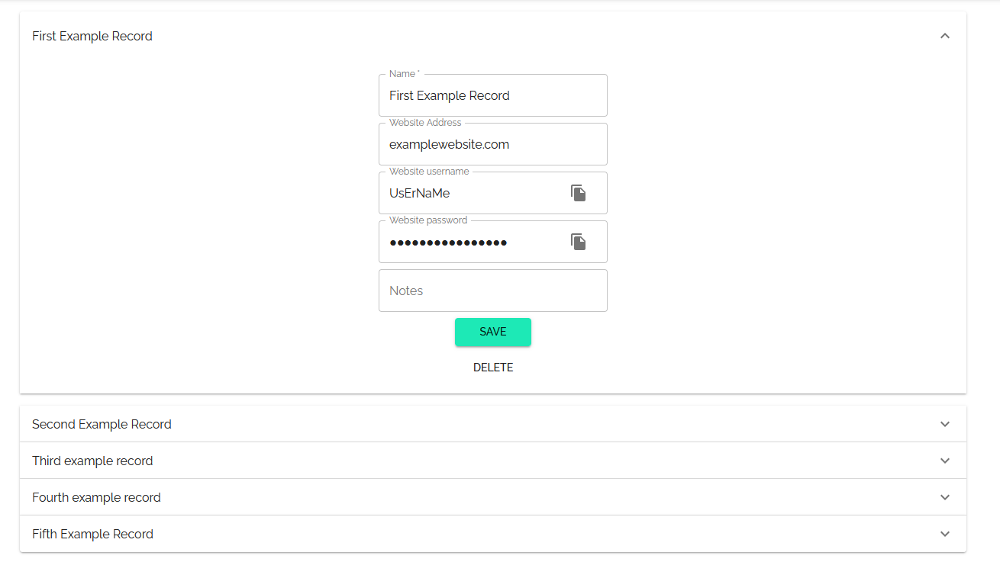 First Example Record
Name *
First Example Record
Website Address
examplewebsite.com
Website username
UsErNaMe
Website password
••••••••••••••••
Notes
SAVE
DELETE
Second Example Record
Third example record
Fourth example record
Fifth Example Record